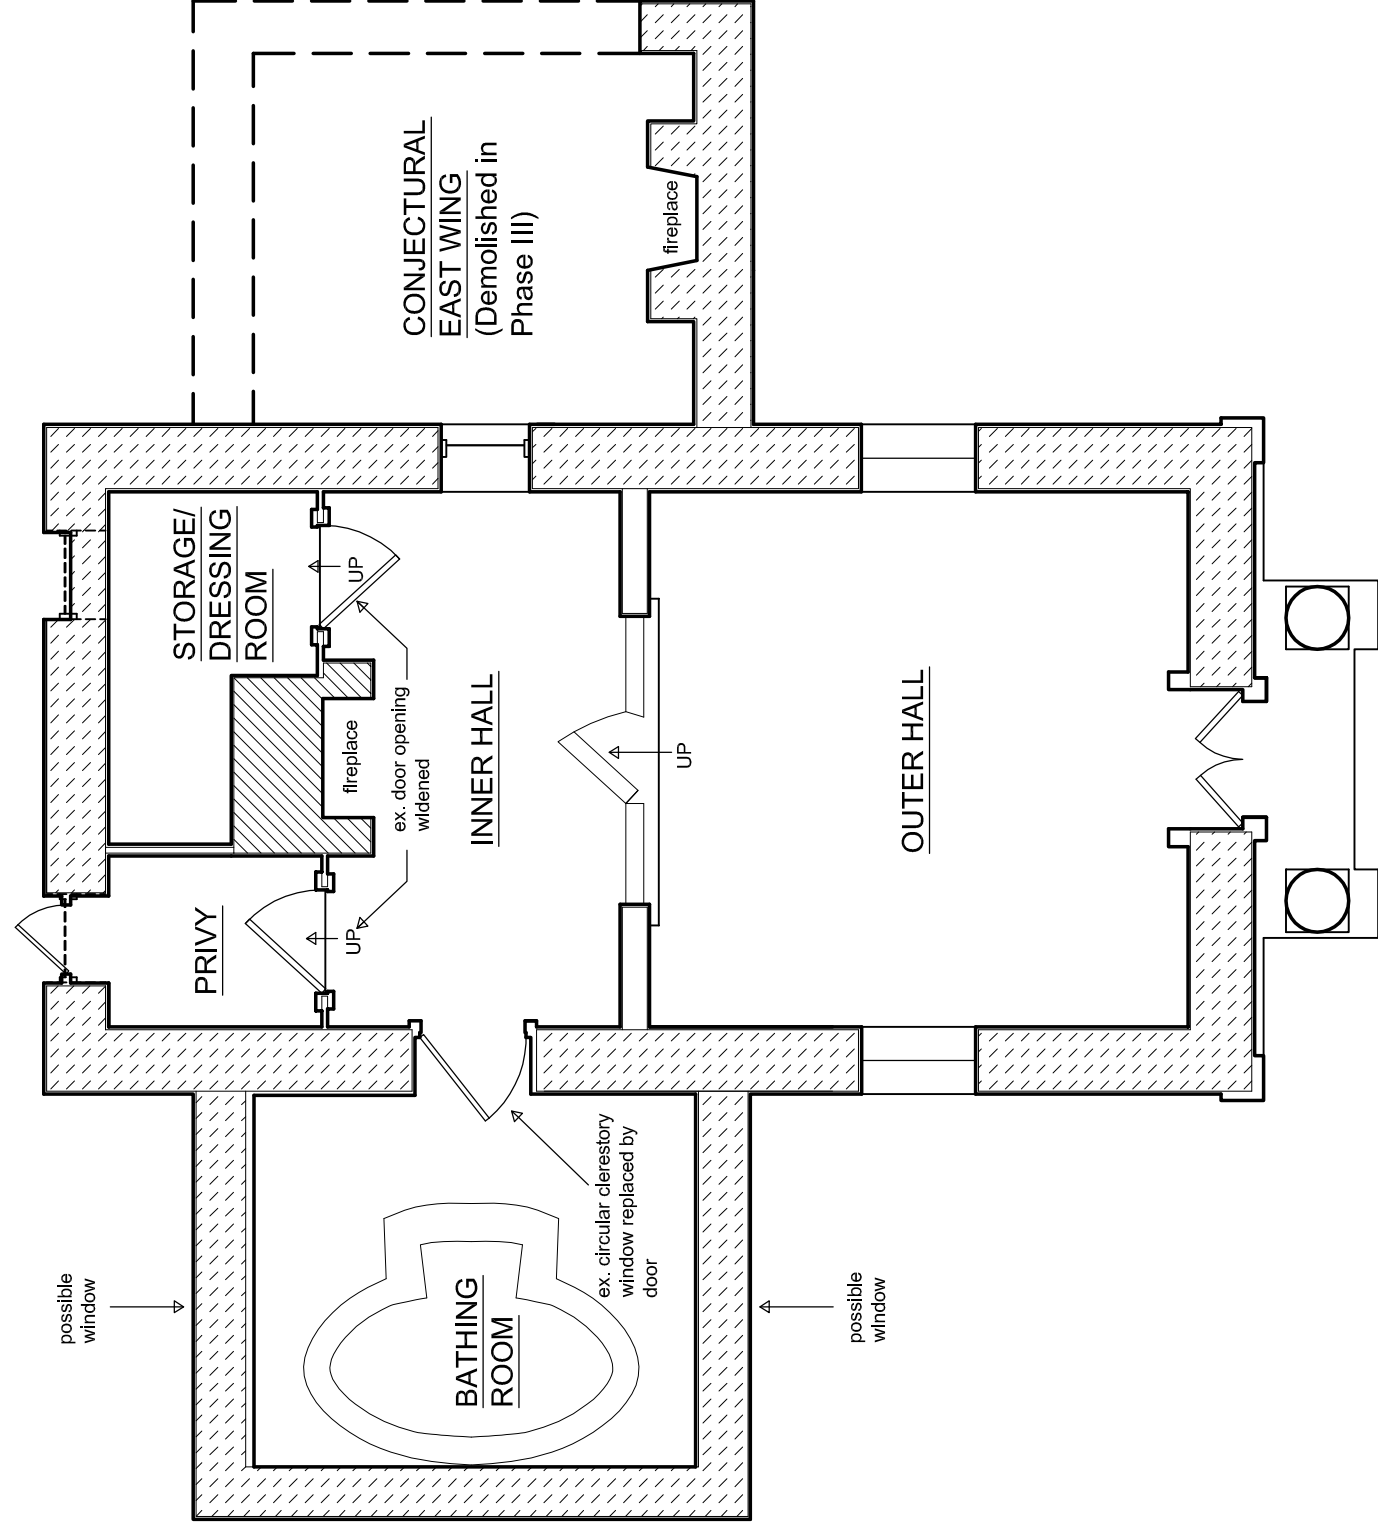 possible
window
STORAGE/
DRESSING
ROOM
PRIVY
UP
fireplace
UP
ex. door opening
widened
CONJECTURAL
EAST WING
(Demolished in
Phase III)
BATHING
ROOM
INNER HALL
ex. circular clerestory
window replaced by
door
fireplace
UP
possible
window
OUTER HALL